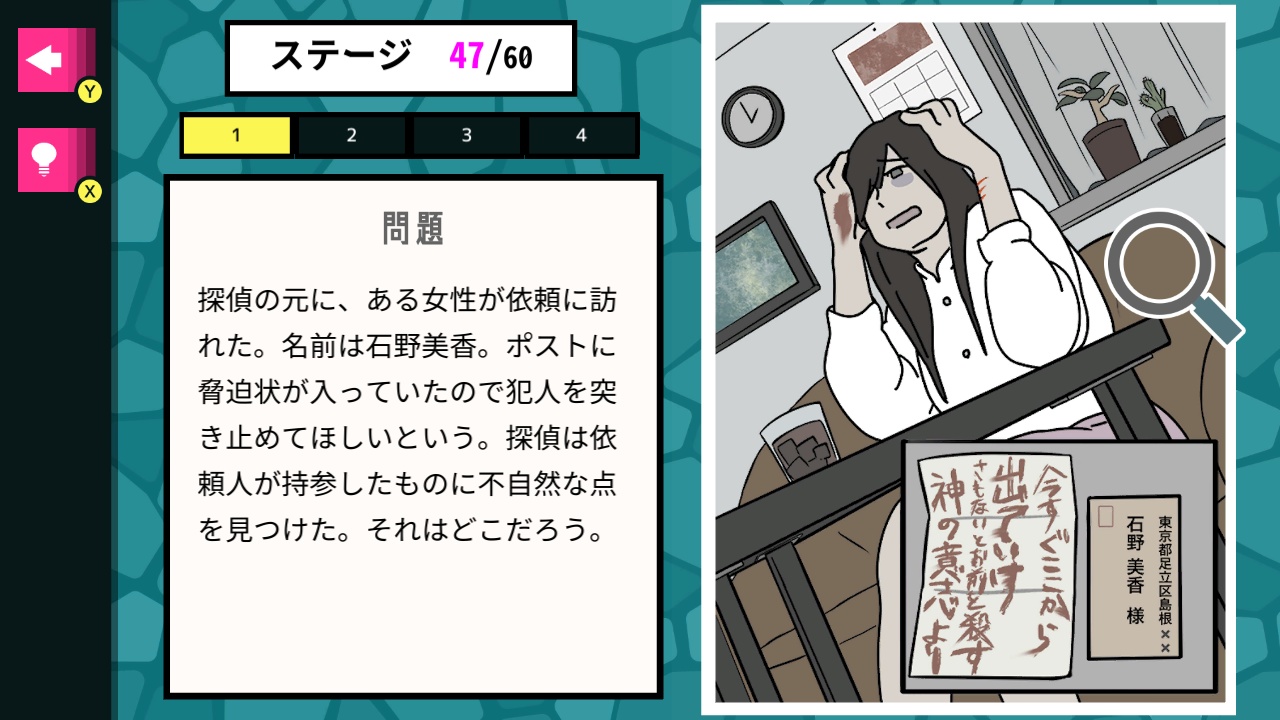 Y
X
ステージ 47/60
1 2 3 4
問題
探偵の元に、ある女性が依頼に訪
れた。名前は石野美香。ポストに
脅迫状が入っていたので犯人を突
き止めてほしいという。探偵は依
頼人が持参したものに不自然な点
を見つけた。それはどこだろう。
今すぐここから
出ていけ
さもないとお前を殺す
神の意志より
東京都足立区島根××
石野 美香 様